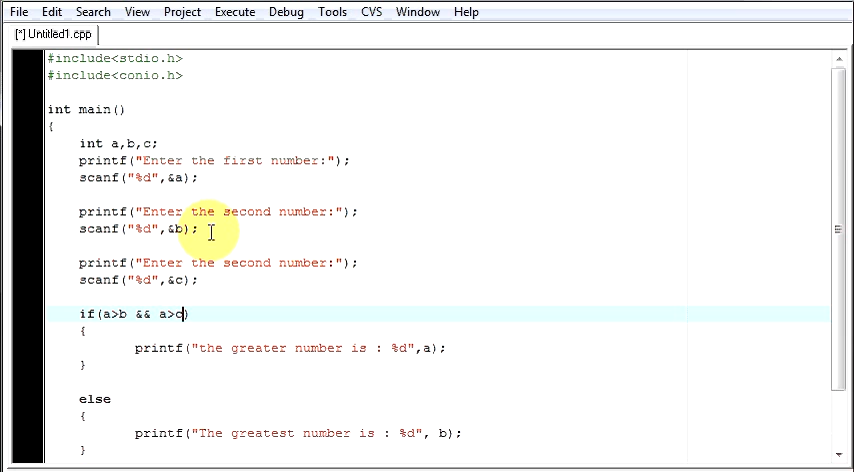 File Edit Search View Project Execute Debug Tools CVS Window Help
[*] Untitled1.cpp
#include<stdio.h>
#include<conio.h>
int main()
{
int a,b,c;
printf("Enter the first number:");
scanf("%d",&a);
printf("Enter the second number:");
scanf("%d",&b);
printf("Enter the second number:");
scanf("%d",&c);
if(a>b && a>c)
{
printf("the greater number is : %d",a);
}
else
{
printf("The greatest number is : %d", b);
}